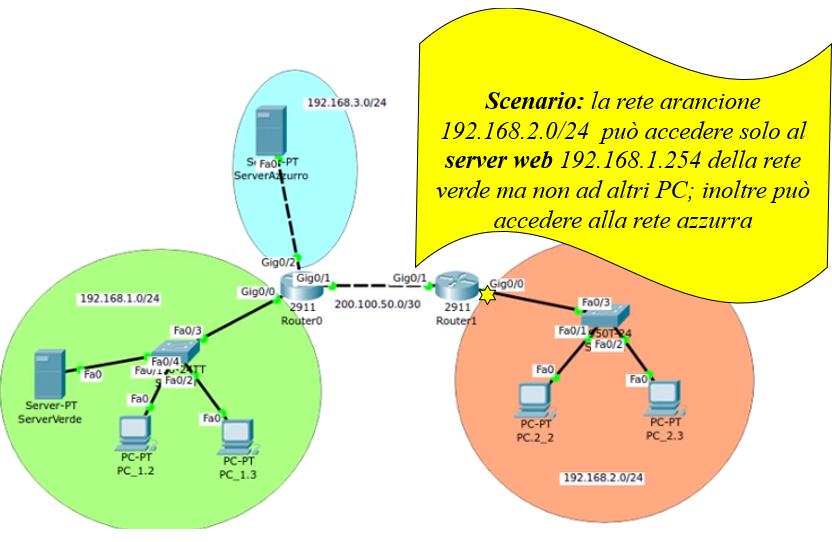 Scenario: la rete arancione
192.168.2.0/24 può accedere solo al
server web 192.168.1.254 della rete
verde ma non ad altri PC; inoltre può
accedere alla rete azzurra
192.168.3.0/24
Fa0
ServerAzzurro
Gig0/2
Gig0/1
Gig0/0
2911
Router0
200.100.50.0/30
Gig0/1
2911
Router1
Gig0/0
192.168.1.0/24
Fa0/3
Fa0/4
Fa0/2
Fa0
Server-PT
ServerVerde
Fa0
PC-PT
PC_1.2
Fa0
PC-PT
PC_1.3
Fa0/3
Fa0/1
Fa0/2
Fa0
PC-PT
PC.2_2
Fa0
PC-PT
PC_2.3
192.168.2.0/24